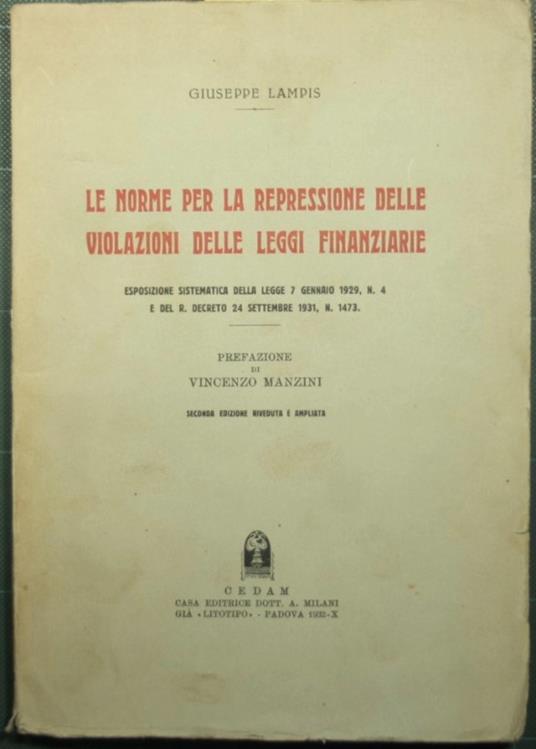 GIUSEPPE LAMPIS
LE NORME PER LA REPRESSIONE DELLE
VIOLAZIONI DELLE LEGGI FINANZIARIE
ESPOSIZIONE SISTEMATICA DELLA LEGGE 7 GENNAIO 1929, N. 4
E DEL R. DECRETO 24 SETTEMBRE 1931, N. 1473.
PREFAZIONE
DI
VINCENZO MANZINI
SECONDA EDIZIONE RIVEDUTA E AMPLIATA
CEDAM
CASA EDITRICE DOTT. A. MILANI
GIÀ «LITOTIPO» - PADOVA 1932-X